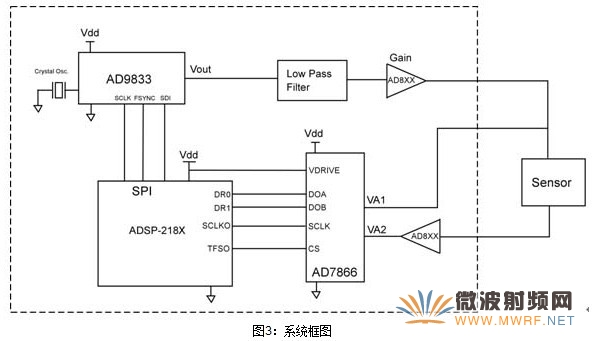 Vdd
Crystal Osc.
AD9833
Vout
SCLK FSYNC SDI
Low Pass
Filter
Gain
AD8XX
Vdd
Vdd
SPI
ADSP-218X
DR0
DR1
SCLKO
TFSO
VDRIVE
DOA
DOB
SCLK
CS
AD7866
VA1
VA2
AD8XX
Sensor
微波射频网
WWW.MWRF.NET
图3：系统框图